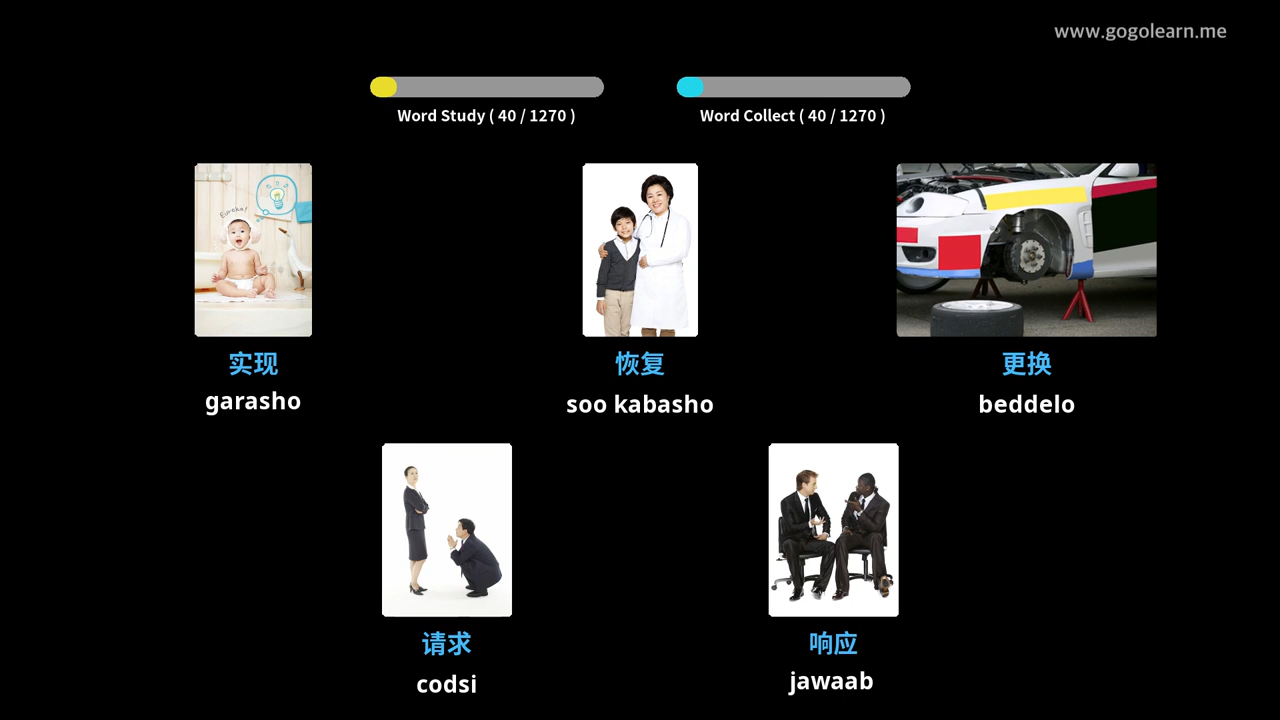 www.gogolearn.me
Word Study ( 40 / 1270 )
Word Collect ( 40 / 1270 )
Eureka!
实现
garasho
恢复
soo kabasho
更换
beddelo
请求
codsi
响应
jawaab